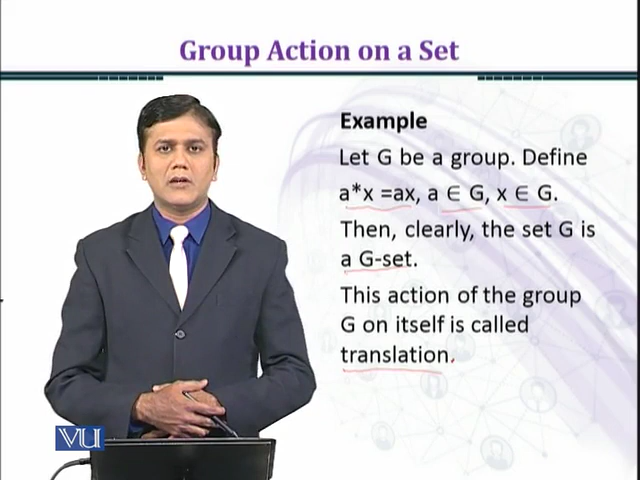 Group Action on a Set
Example
Let G be a group. Define
a*x =ax, a ∈ G, x ∈ G.
Then, clearly, the set G is
a G-set.
This action of the group
G on itself is called
translation.
VU